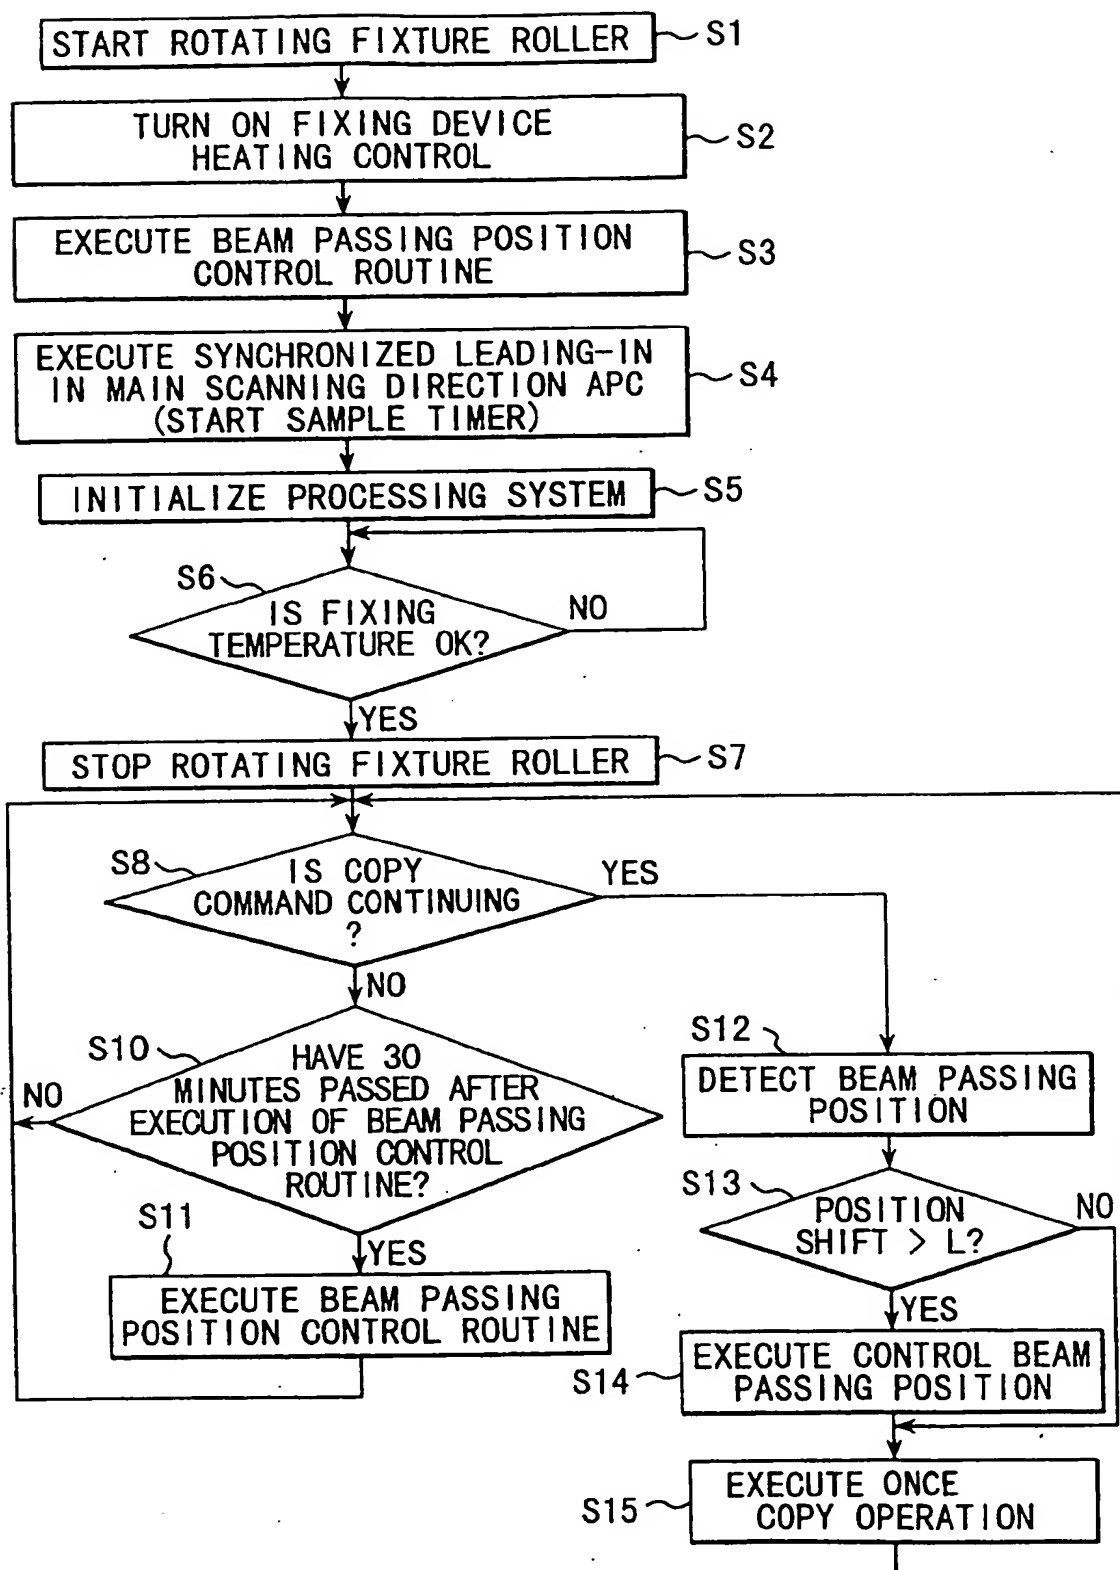 START ROTATING FIXTURE ROLLER
S1
TURN ON FIXING DEVICE
HEATING CONTROL
S2
EXECUTE BEAM PASSING POSITION
CONTROL ROUTINE
S3
EXECUTE SYNCHRONIZED LEADING-IN
IN MAIN SCANNING DIRECTION APC
(START SAMPLE TIMER)
S4
INITIALIZE PROCESSING SYSTEM
S5
S6
IS FIXING
TEMPERATURE OK?
NO
YES
STOP ROTATING FIXTURE ROLLER
S7
S8
IS COPY
COMMAND CONTINUING
?
YES
NO
S10
HAVE 30
MINUTES PASSED AFTER
EXECUTION OF BEAM PASSING
POSITION CONTROL
ROUTINE?
NO
YES
S11
EXECUTE BEAM PASSING
POSITION CONTROL ROUTINE
S12
DETECT BEAM PASSING
POSITION
S13
POSITION
SHIFT > L?
NO
YES
S14
EXECUTE CONTROL BEAM
PASSING POSITION
S15
EXECUTE ONCE
COPY OPERATION